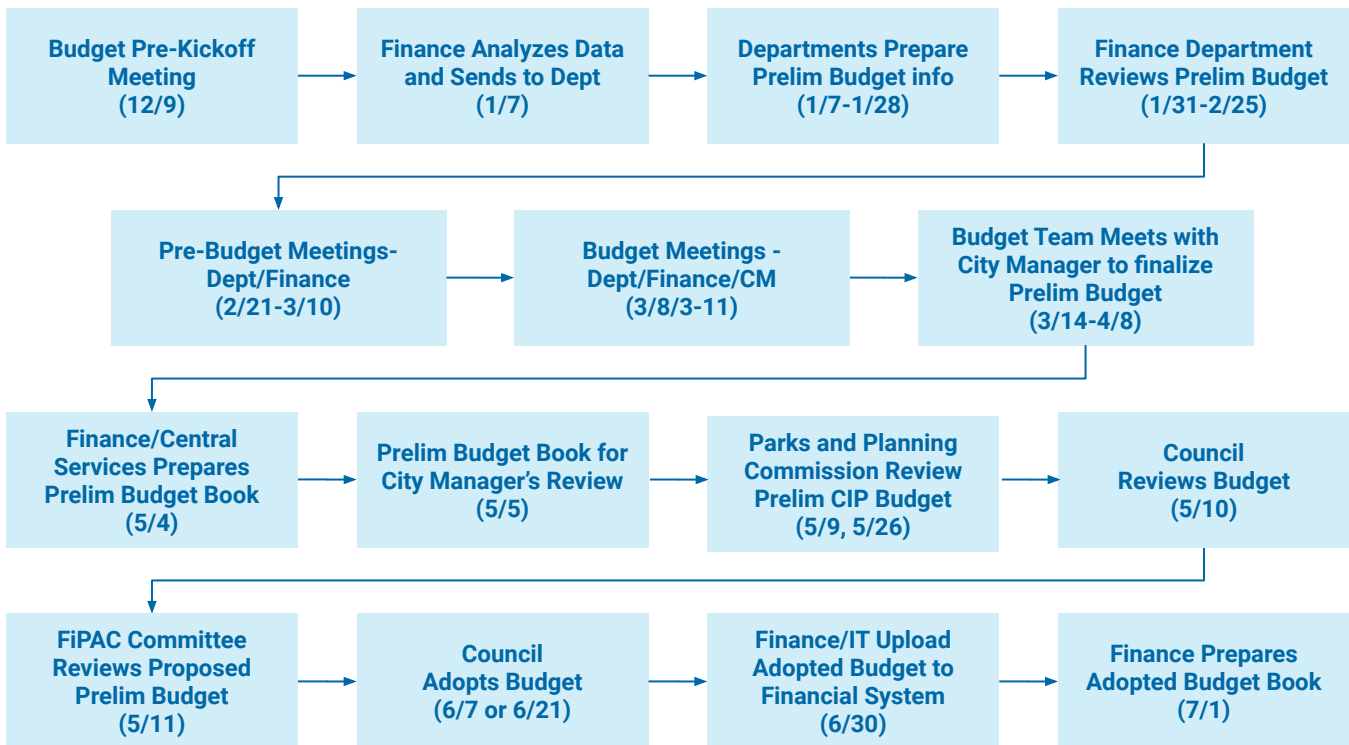 Budget Pre-Kickoff
Meeting
(12/9)
Finance Analyzes Data
and Sends to Dept
(1/7)
Departments Prepare
Prelim Budget info
(1/7-1/28)
Finance Department
Reviews Prelim Budget
(1/31-2/25)
Pre-Budget Meetings-
Dept/Finance
(2/21-3/10)
Budget Meetings -
Dept/Finance/CM
(3/8/3-11)
Budget Team Meets with
City Manager to finalize
Prelim Budget
(3/14-4/8)
Finance/Central
Services Prepares
Prelim Budget Book
(5/4)
Prelim Budget Book for
City Manager’s Review
(5/5)
Parks and Planning
Commission Review
Prelim CIP Budget
(5/9, 5/26)
Council
Reviews Budget
(5/10)
FiPAC Committee
Reviews Proposed
Prelim Budget
(5/11)
Council
Adopts Budget
(6/7 or 6/21)
Finance/IT Upload
Adopted Budget to
Financial System
(6/30)
Finance Prepares
Adopted Budget Book
(7/1)